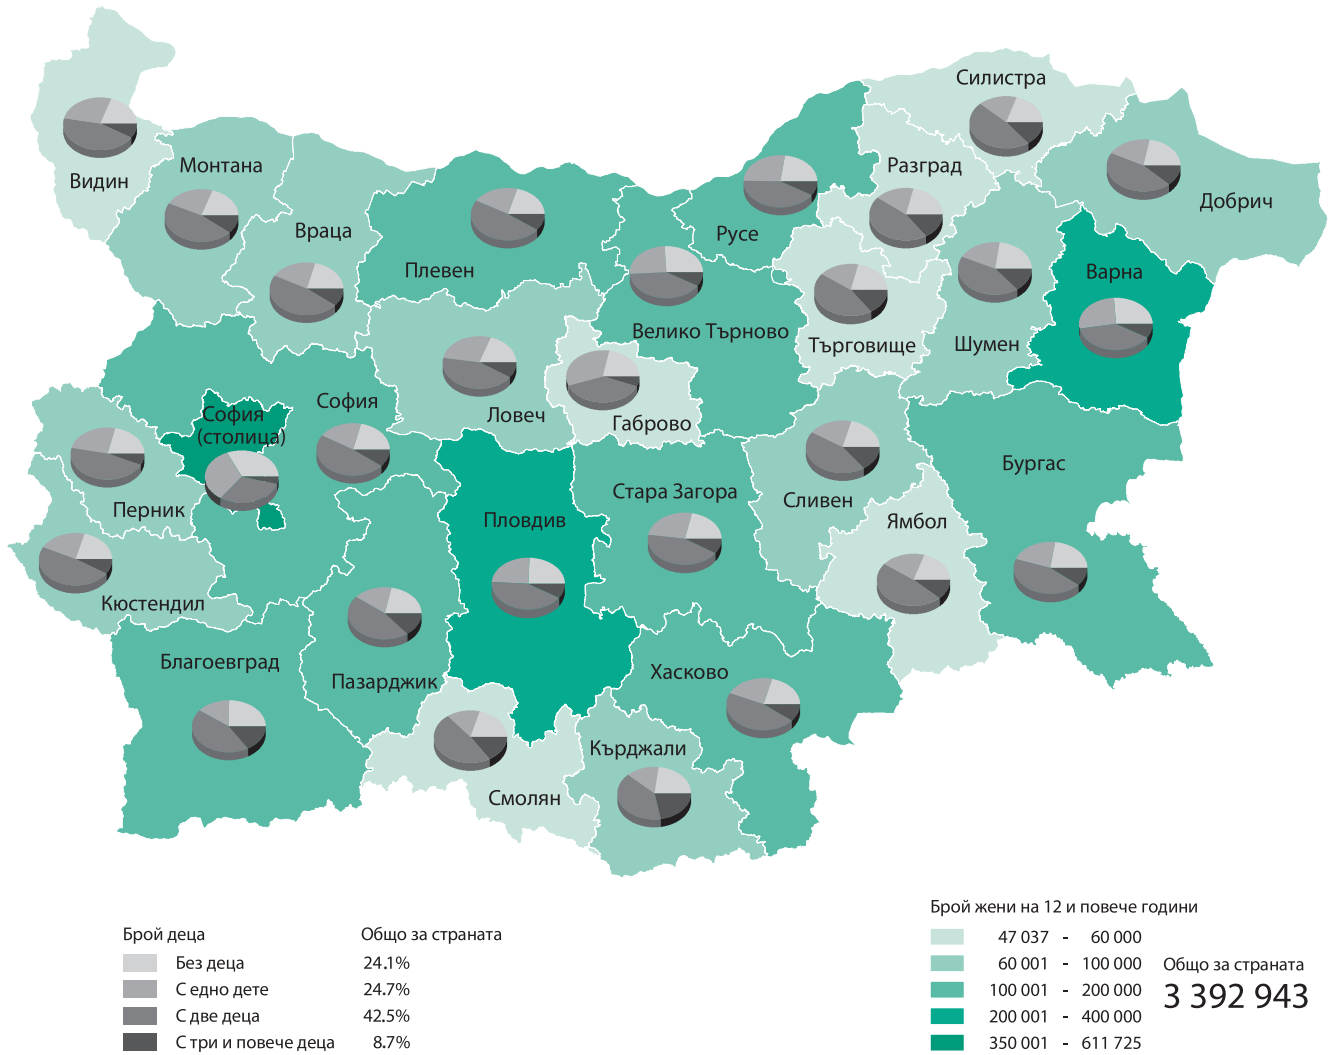 Силистра
Видин
Монтана
Разград
Добрич
Враца
Русе
Плевен
Варна
Велико Търново
Търговище
Шумен
София
София
(столица)
Ловеч
Габрово
Бургас
Перник
Стара Загора
Сливен
Пловдив
Ямбол
Кюстендил
Благоевград
Пазарджик
Хасково
Кърджали
Смолян
Брой деца
Общо за страната
Без деца 24.1%
С едно дете 24.7%
С две деца 42.5%
С три и повече деца 8.7%
Брой жени на 12 и повече години
47 037 - 60 000
60 001 - 100 000
100 001 - 200 000
200 001 - 400 000
350 001 - 611 725
Общо за страната
3 392 943